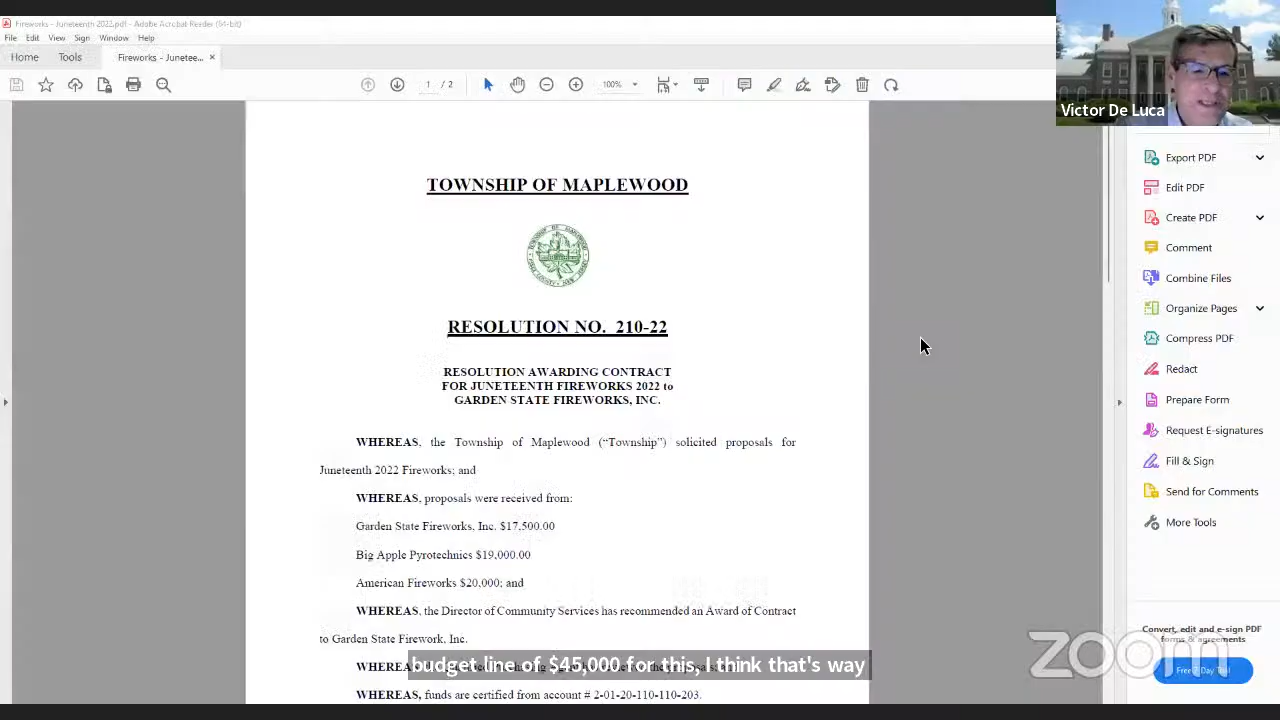 Fireworks - Juneteenth 2022.pdf - Adobe Acrobat Reader (64-bit)
File Edit View Sign Window Help
Home Tools Fireworks - Junetee... ×
1 / 2 100%
Victor De Luca
Export PDF
Edit PDF
Create PDF
Comment
Combine Files
Organize Pages
Compress PDF
Redact
Prepare Form
Request E-signatures
Fill & Sign
Send for Comments
More Tools
Convert, edit and e-sign PDF
forms & agreements
Free 7-Day Trial
TOWNSHIP OF MAPLEWOOD
RESOLUTION NO. 210-22
RESOLUTION AWARDING CONTRACT
FOR JUNETEENTH FIREWORKS 2022 to
GARDEN STATE FIREWORKS, INC.
WHEREAS, the Township of Maplewood (“Township”) solicited proposals for
Juneteenth 2022 Fireworks; and
WHEREAS, proposals were received from:
Garden State Fireworks, Inc. $17,500.00
Big Apple Pyrotechnics $19,000.00
American Fireworks $20,000; and
WHEREAS, the Director of Community Services has recommended an Award of Contract
to Garden State Firework, Inc.
budget line of $45,000 for this, I think that's way
WHEREAS, funds are certified from account # 2-01-20-110-110-203.
zoom